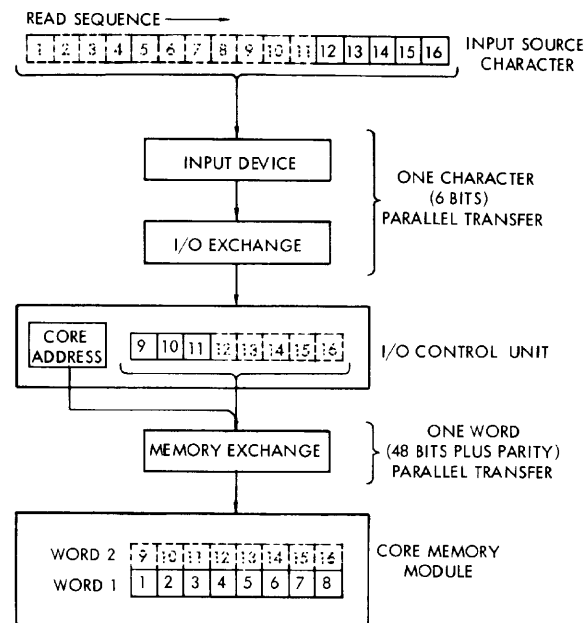 READ SEQUENCE
1 2 3 4 5 6 7 8 9 10 11 12 13 14 15 16
INPUT SOURCE
CHARACTER
INPUT DEVICE
I/O EXCHANGE
ONE CHARACTER
(6 BITS)
PARALLEL TRANSFER
CORE
ADDRESS
9 10 11 12 13 14 15 16
I/O CONTROL UNIT
MEMORY EXCHANGE
ONE WORD
(48 BITS PLUS PARITY)
PARALLEL TRANSFER
WORD 2 9 10 11 12 13 14 15 16
WORD 1 1 2 3 4 5 6 7 8
CORE MEMORY
MODULE